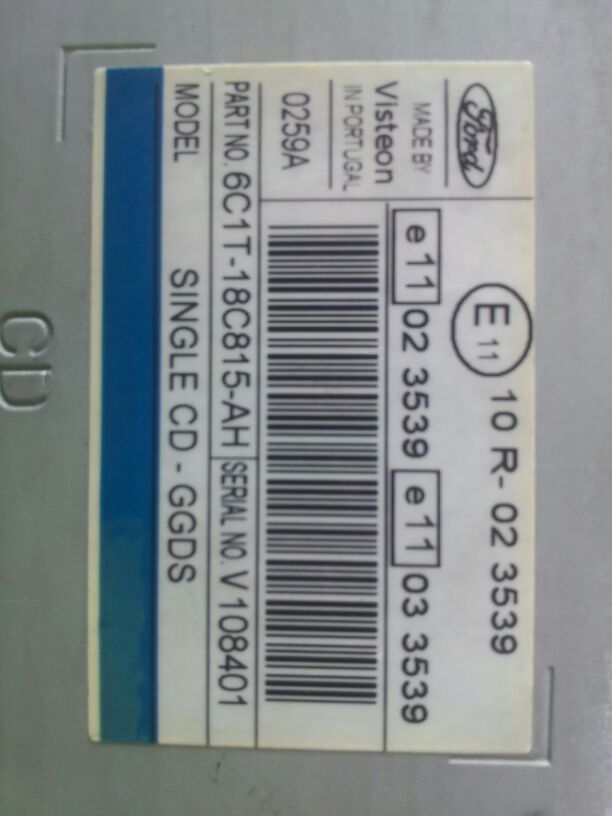 Ford
E 11 10 R- 02 3539
MADE BY
Visteon
IN PORTUGAL
e 11 02 3539 e 11 03 3539
0259A
PART NO. 6C1T-18C815-AH SERIAL NO. V 108401
MODEL SINGLE CD - GGDS
CD